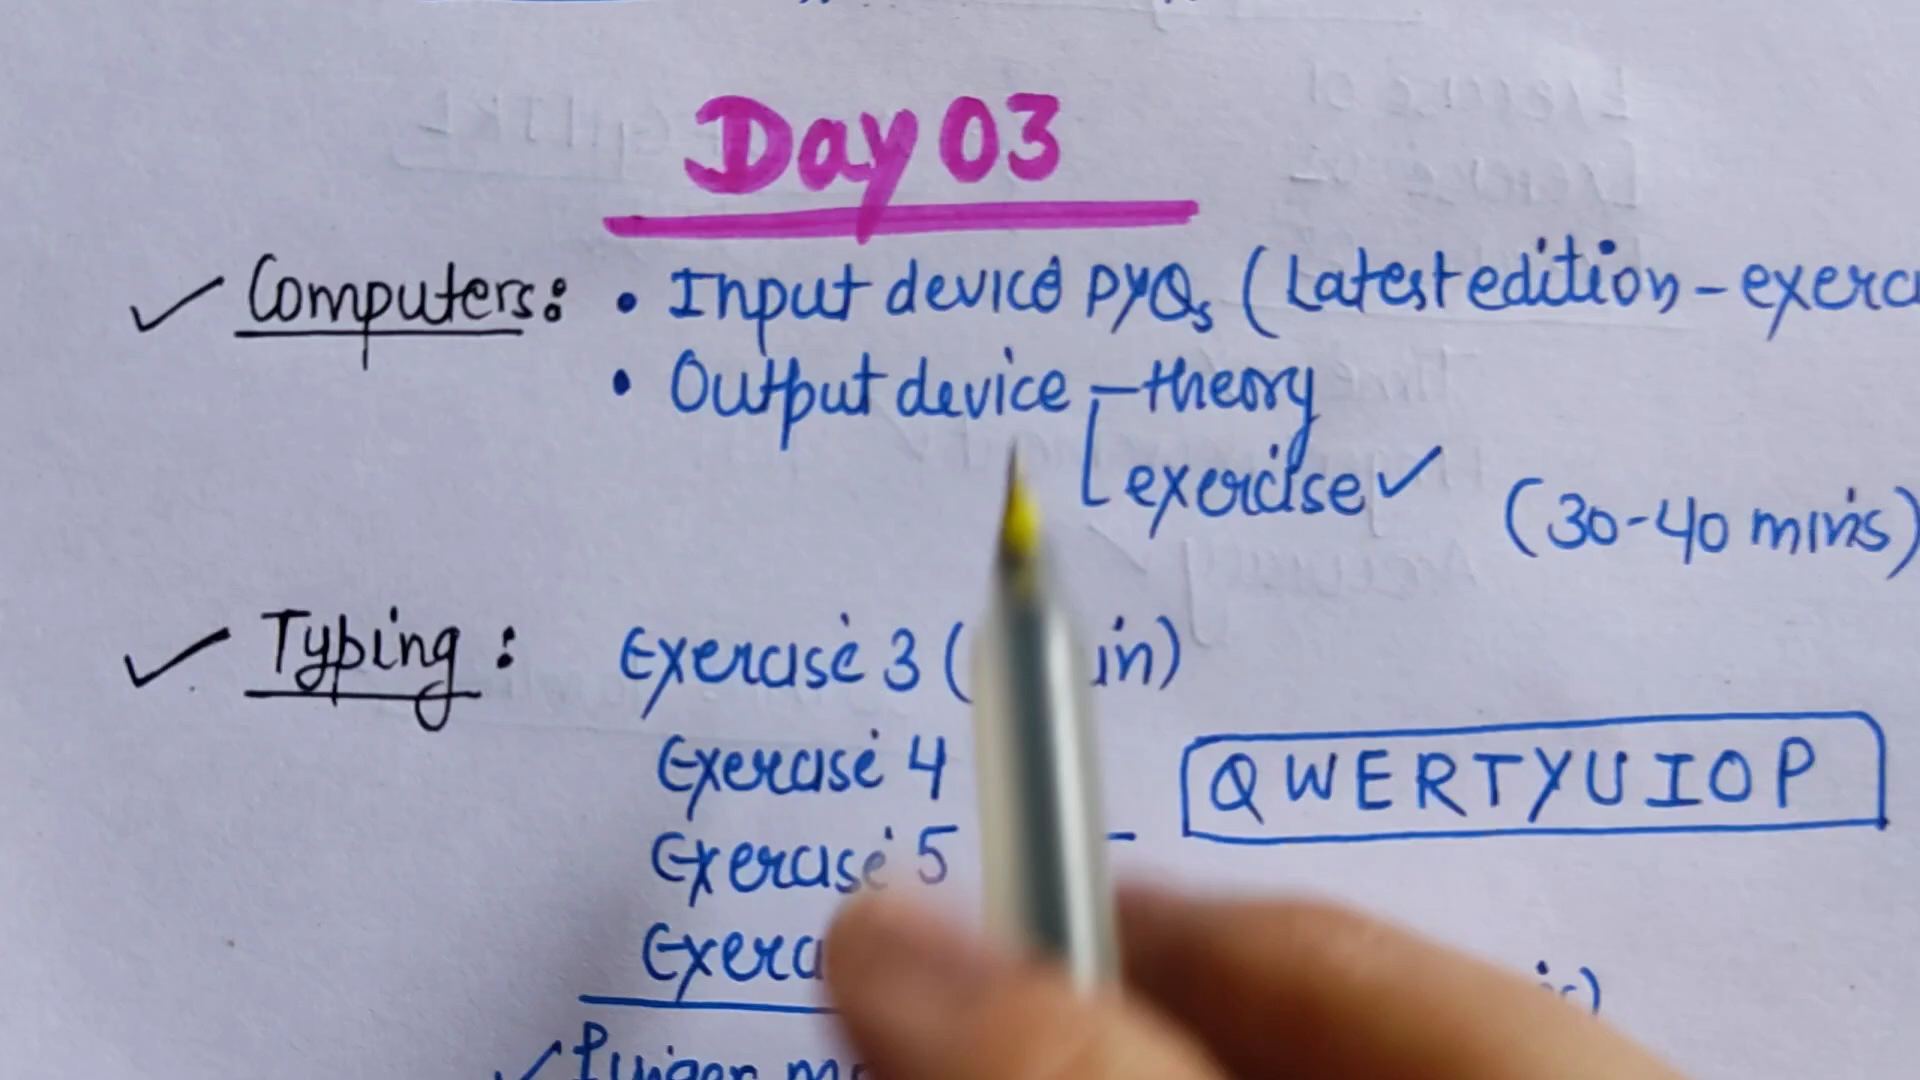 Day 03
Computers: • Input device PYQs (Latest edition -
• Output device - theory
exercise ✓
(30-40 mins)
Typing: Exercise 3 (
Exercise 4
Exercise 5 - QWERTYUIOP